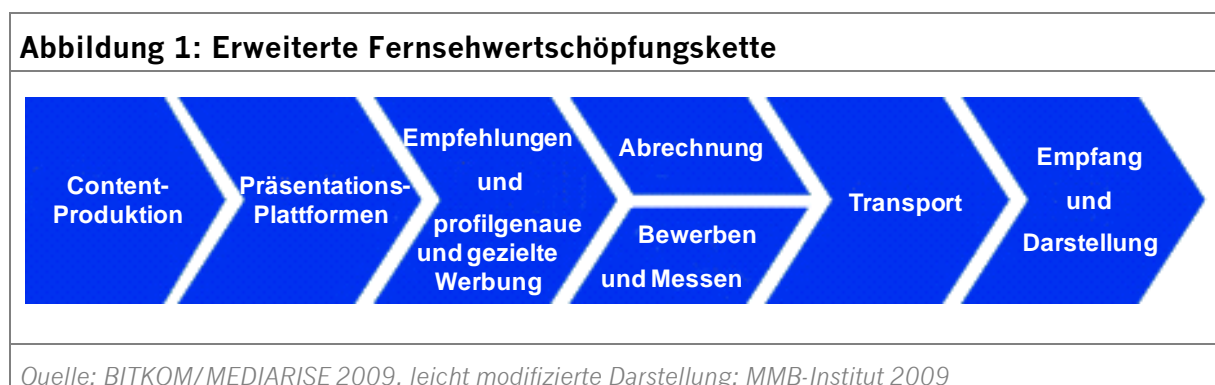 Abbildung 1: Erweiterte Fernsehwertschöpfungskette
Content-
Produktion
Präsentations-
Plattformen
Empfehlungen
und
profilgenaue
und gezielte
Werbung
Abrechnung
Bewerben
und Messen
Transport
Empfang
und
Darstellung
Quelle: BITKOM/MEDIARISE 2009, leicht modifizierte Darstellung: MMB-Institut 2009